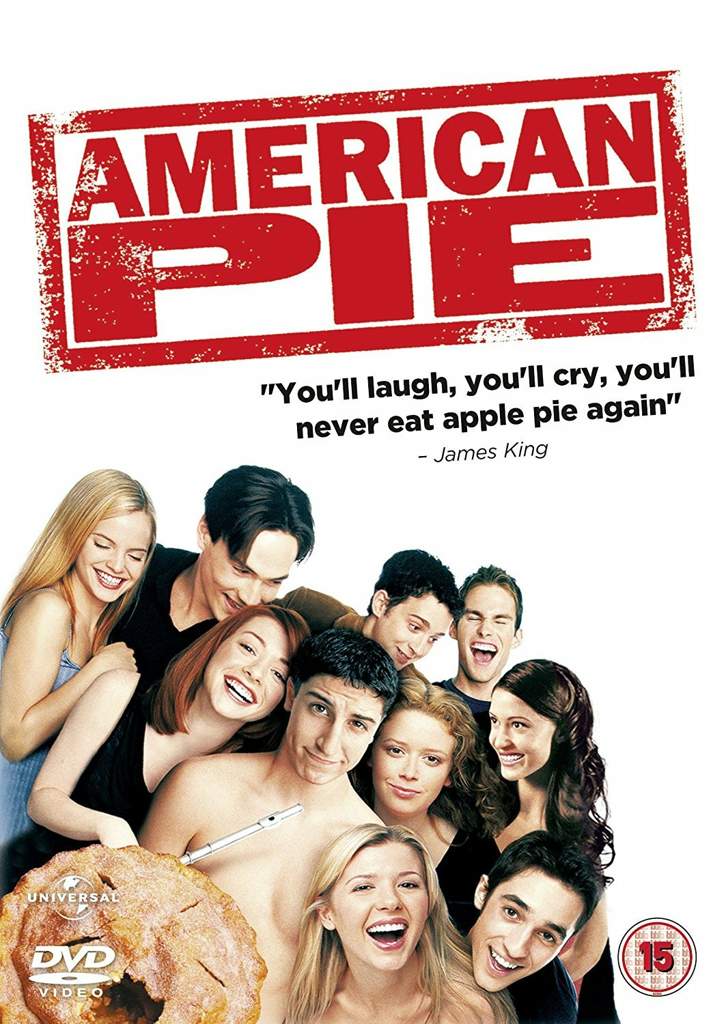 AMERICAN
PIE
"You'll laugh, you'll cry, you'll
never eat apple pie again"
– James King
UNIVERSAL
DVD
VIDEO
15